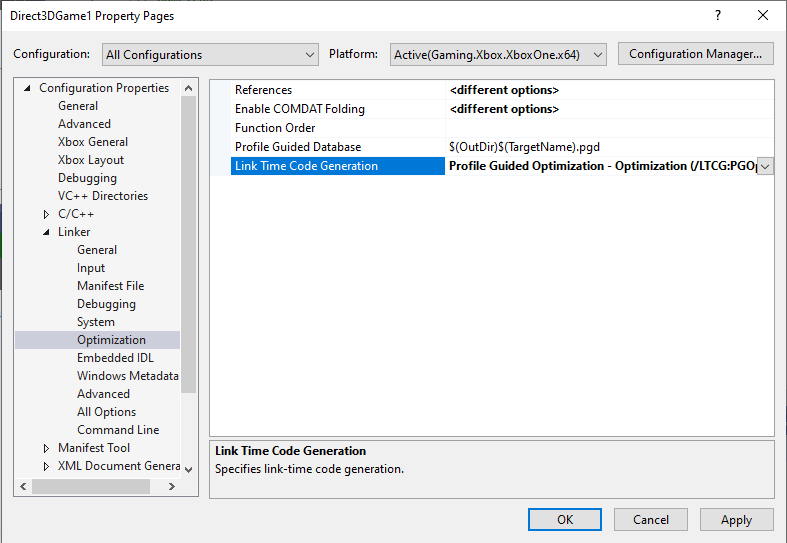 Direct3DGame1 Property Pages
?
Configuration: All Configurations Platform: Active(Gaming.Xbox.XboxOne.x64) Configuration Manager...
Configuration Properties
General
Advanced
Xbox General
Xbox Layout
Debugging
VC++ Directories
C/C++
Linker
General
Input
Manifest File
Debugging
System
Optimization
Embedded IDL
Windows Metadata
Advanced
All Options
Command Line
Manifest Tool
XML Document Genera
References <different options>
Enable COMDAT Folding <different options>
Function Order
Profile Guided Database $(OutDir)$(TargetName).pgd
Link Time Code Generation Profile Guided Optimization - Optimization (/LTCG:PGOp
Link Time Code Generation
Specifies link-time code generation.
OK Cancel Apply